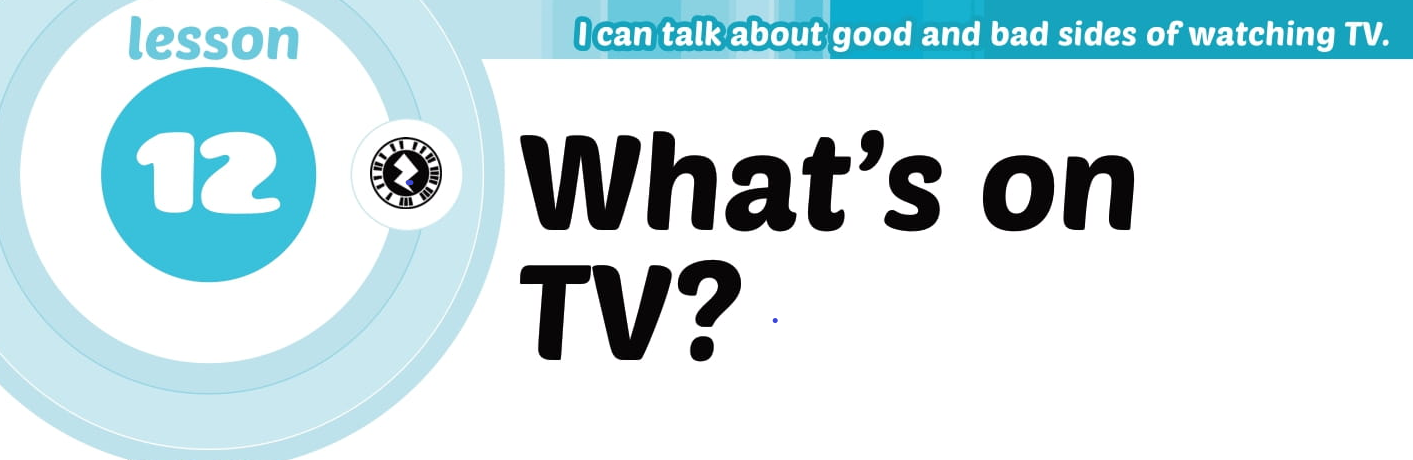 lesson
12
I can talk about good and bad sides of watching TV.
What's on
TV?